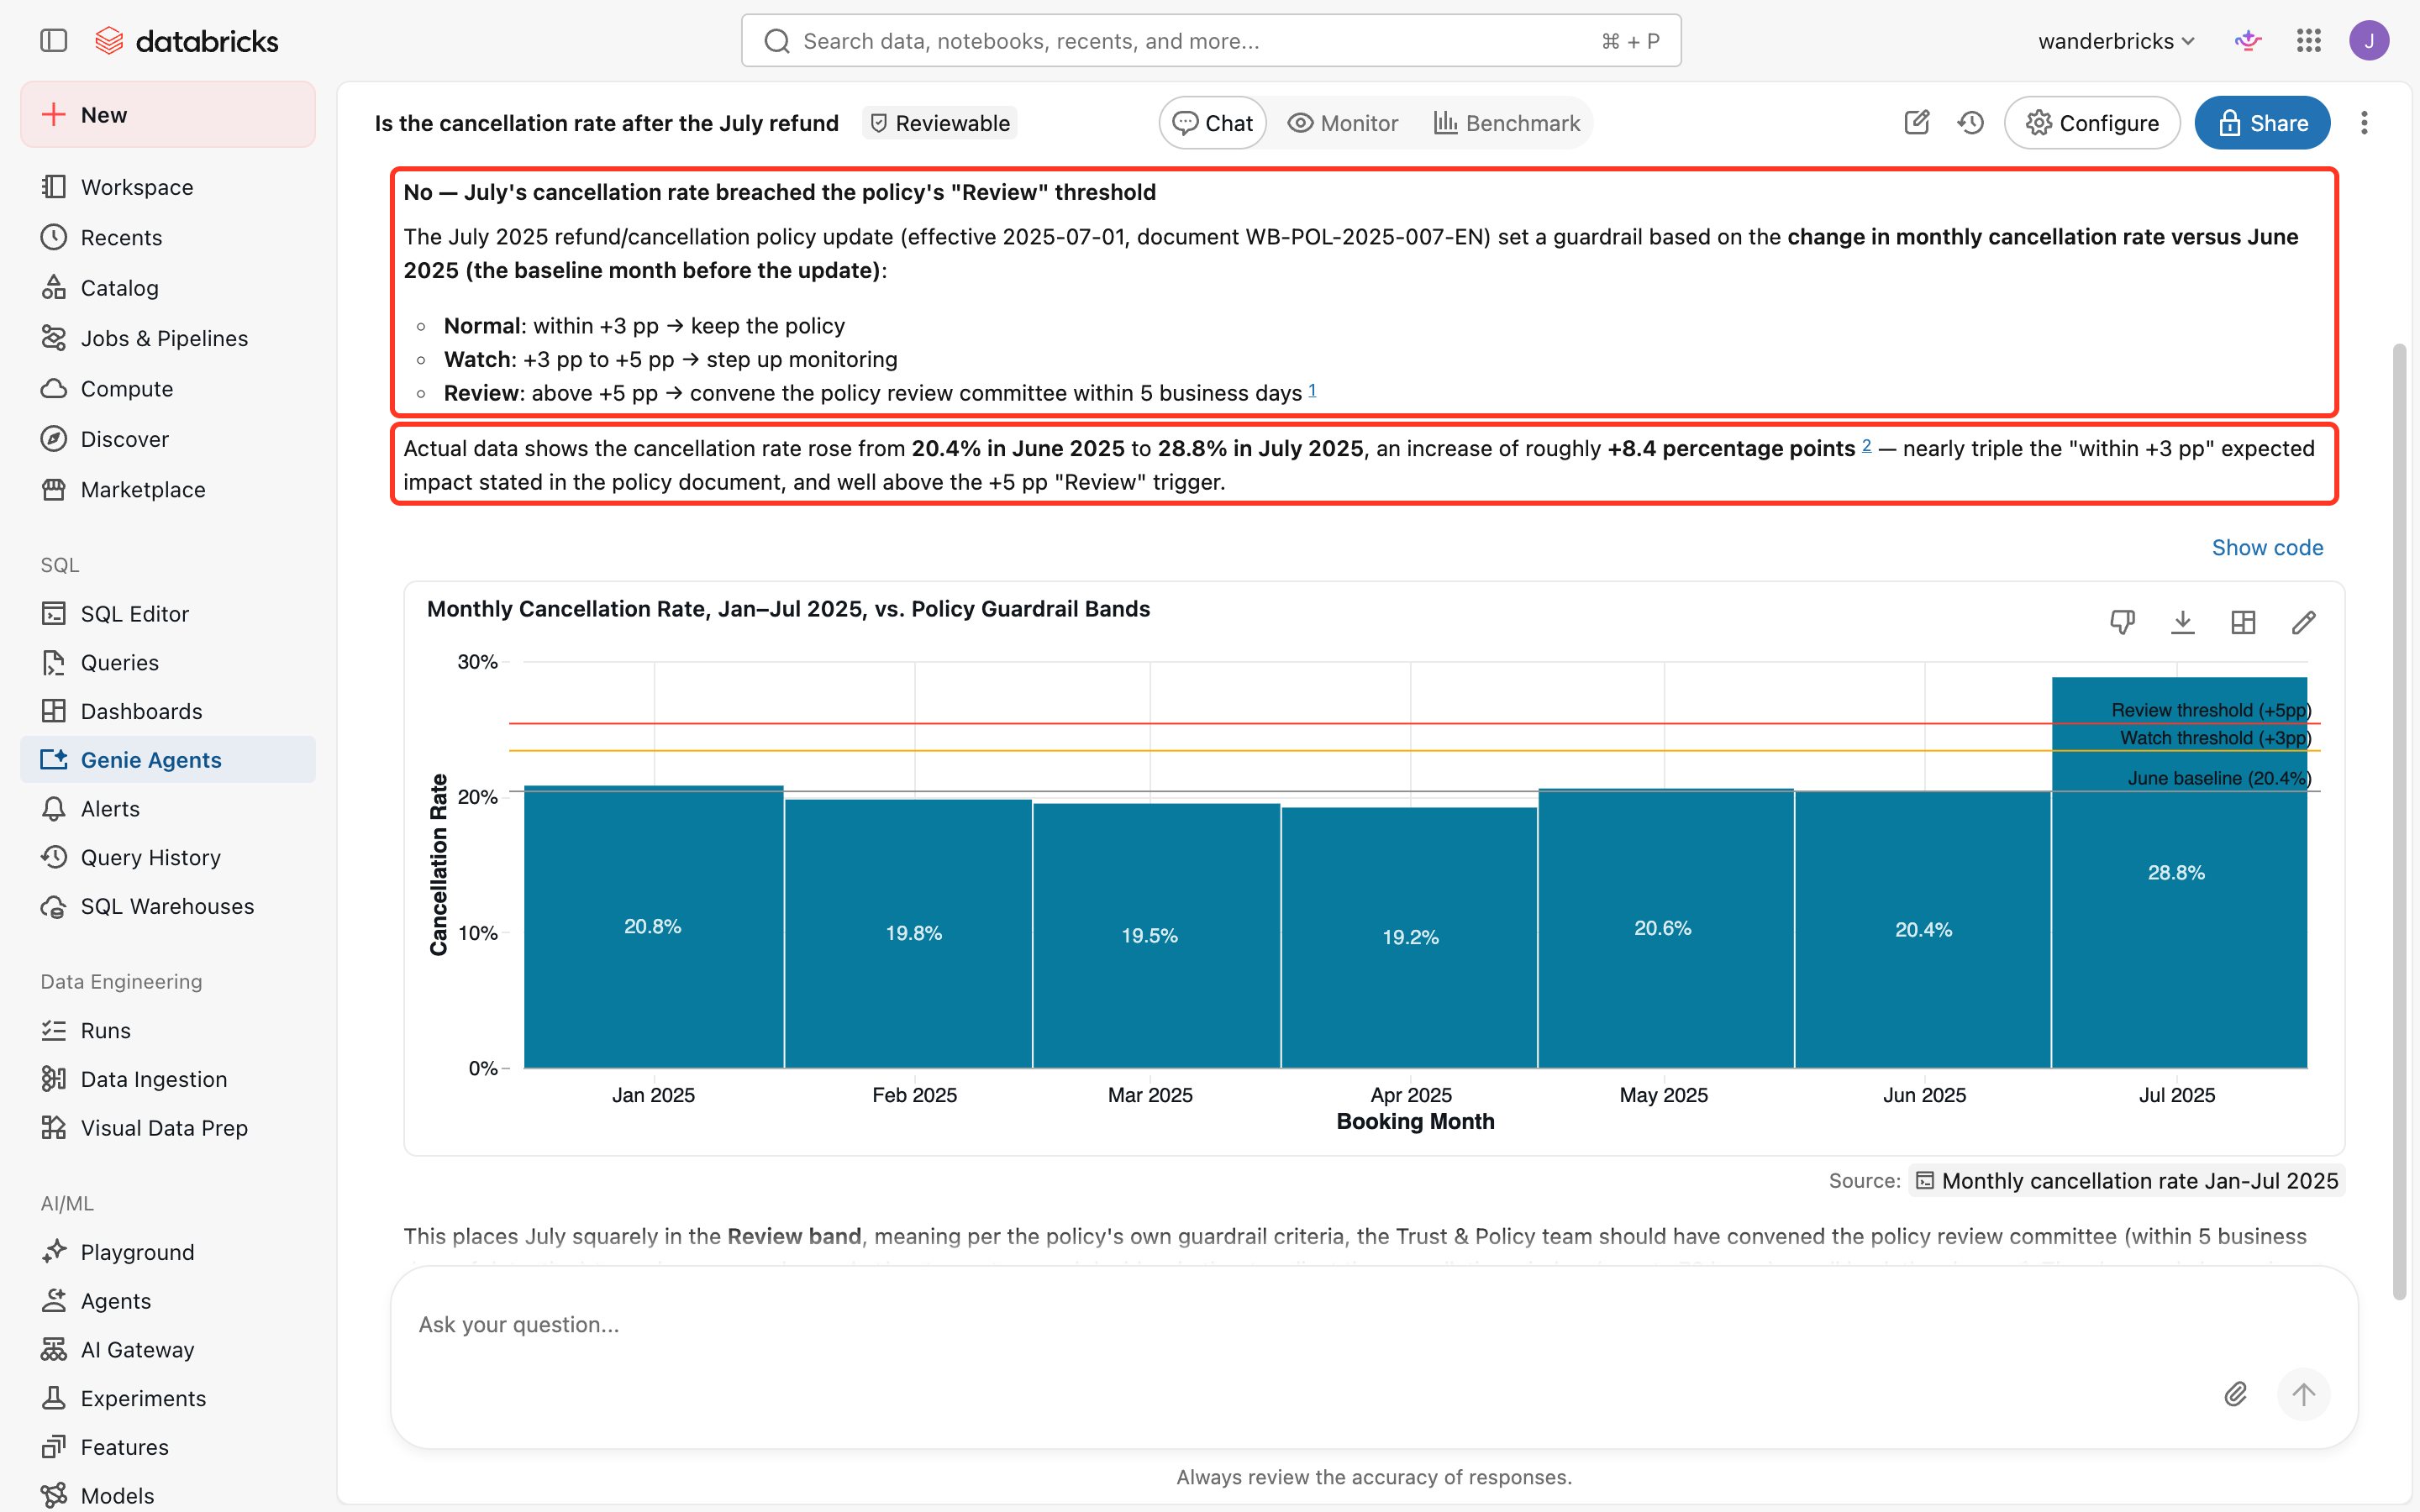 databricks
Search data, notebooks, recents, and more...
⌘ + P
wanderbricks
J
New
Workspace
Recents
Catalog
Jobs & Pipelines
Compute
Discover
Marketplace
SQL
SQL Editor
Queries
Dashboards
Genie Agents
Alerts
Query History
SQL Warehouses
Data Engineering
Runs
Data Ingestion
Visual Data Prep
AI/ML
Playground
Agents
AI Gateway
Experiments
Features
Models
Is the cancellation rate after the July refund
Reviewable
Chat
Monitor
Benchmark
Configure
Share
No — July's cancellation rate breached the policy's "Review" threshold
The July 2025 refund/cancellation policy update (effective 2025-07-01, document WB-POL-2025-007-EN) set a guardrail based on the change in monthly cancellation rate versus June
2025 (the baseline month before the update):
Normal: within +3 pp → keep the policy
Watch: +3 pp to +5 pp → step up monitoring
Review: above +5 pp → convene the policy review committee within 5 business days 1
Actual data shows the cancellation rate rose from 20.4% in June 2025 to 28.8% in July 2025, an increase of roughly +8.4 percentage points 2 — nearly triple the "within +3 pp" expected
impact stated in the policy document, and well above the +5 pp "Review" trigger.
Show code
Monthly Cancellation Rate, Jan–Jul 2025, vs. Policy Guardrail Bands
30%
20%
10%
0%
Cancellation Rate
Review threshold (+5pp)
Watch threshold (+3pp)
June baseline (20.4%)
20.8%
19.8%
19.5%
19.2%
20.6%
20.4%
28.8%
Jan 2025
Feb 2025
Mar 2025
Apr 2025
May 2025
Jun 2025
Jul 2025
Booking Month
Source: Monthly cancellation rate Jan-Jul 2025
This places July squarely in the Review band, meaning per the policy's own guardrail criteria, the Trust & Policy team should have convened the policy review committee (within 5 business
Ask your question...
Always review the accuracy of responses.